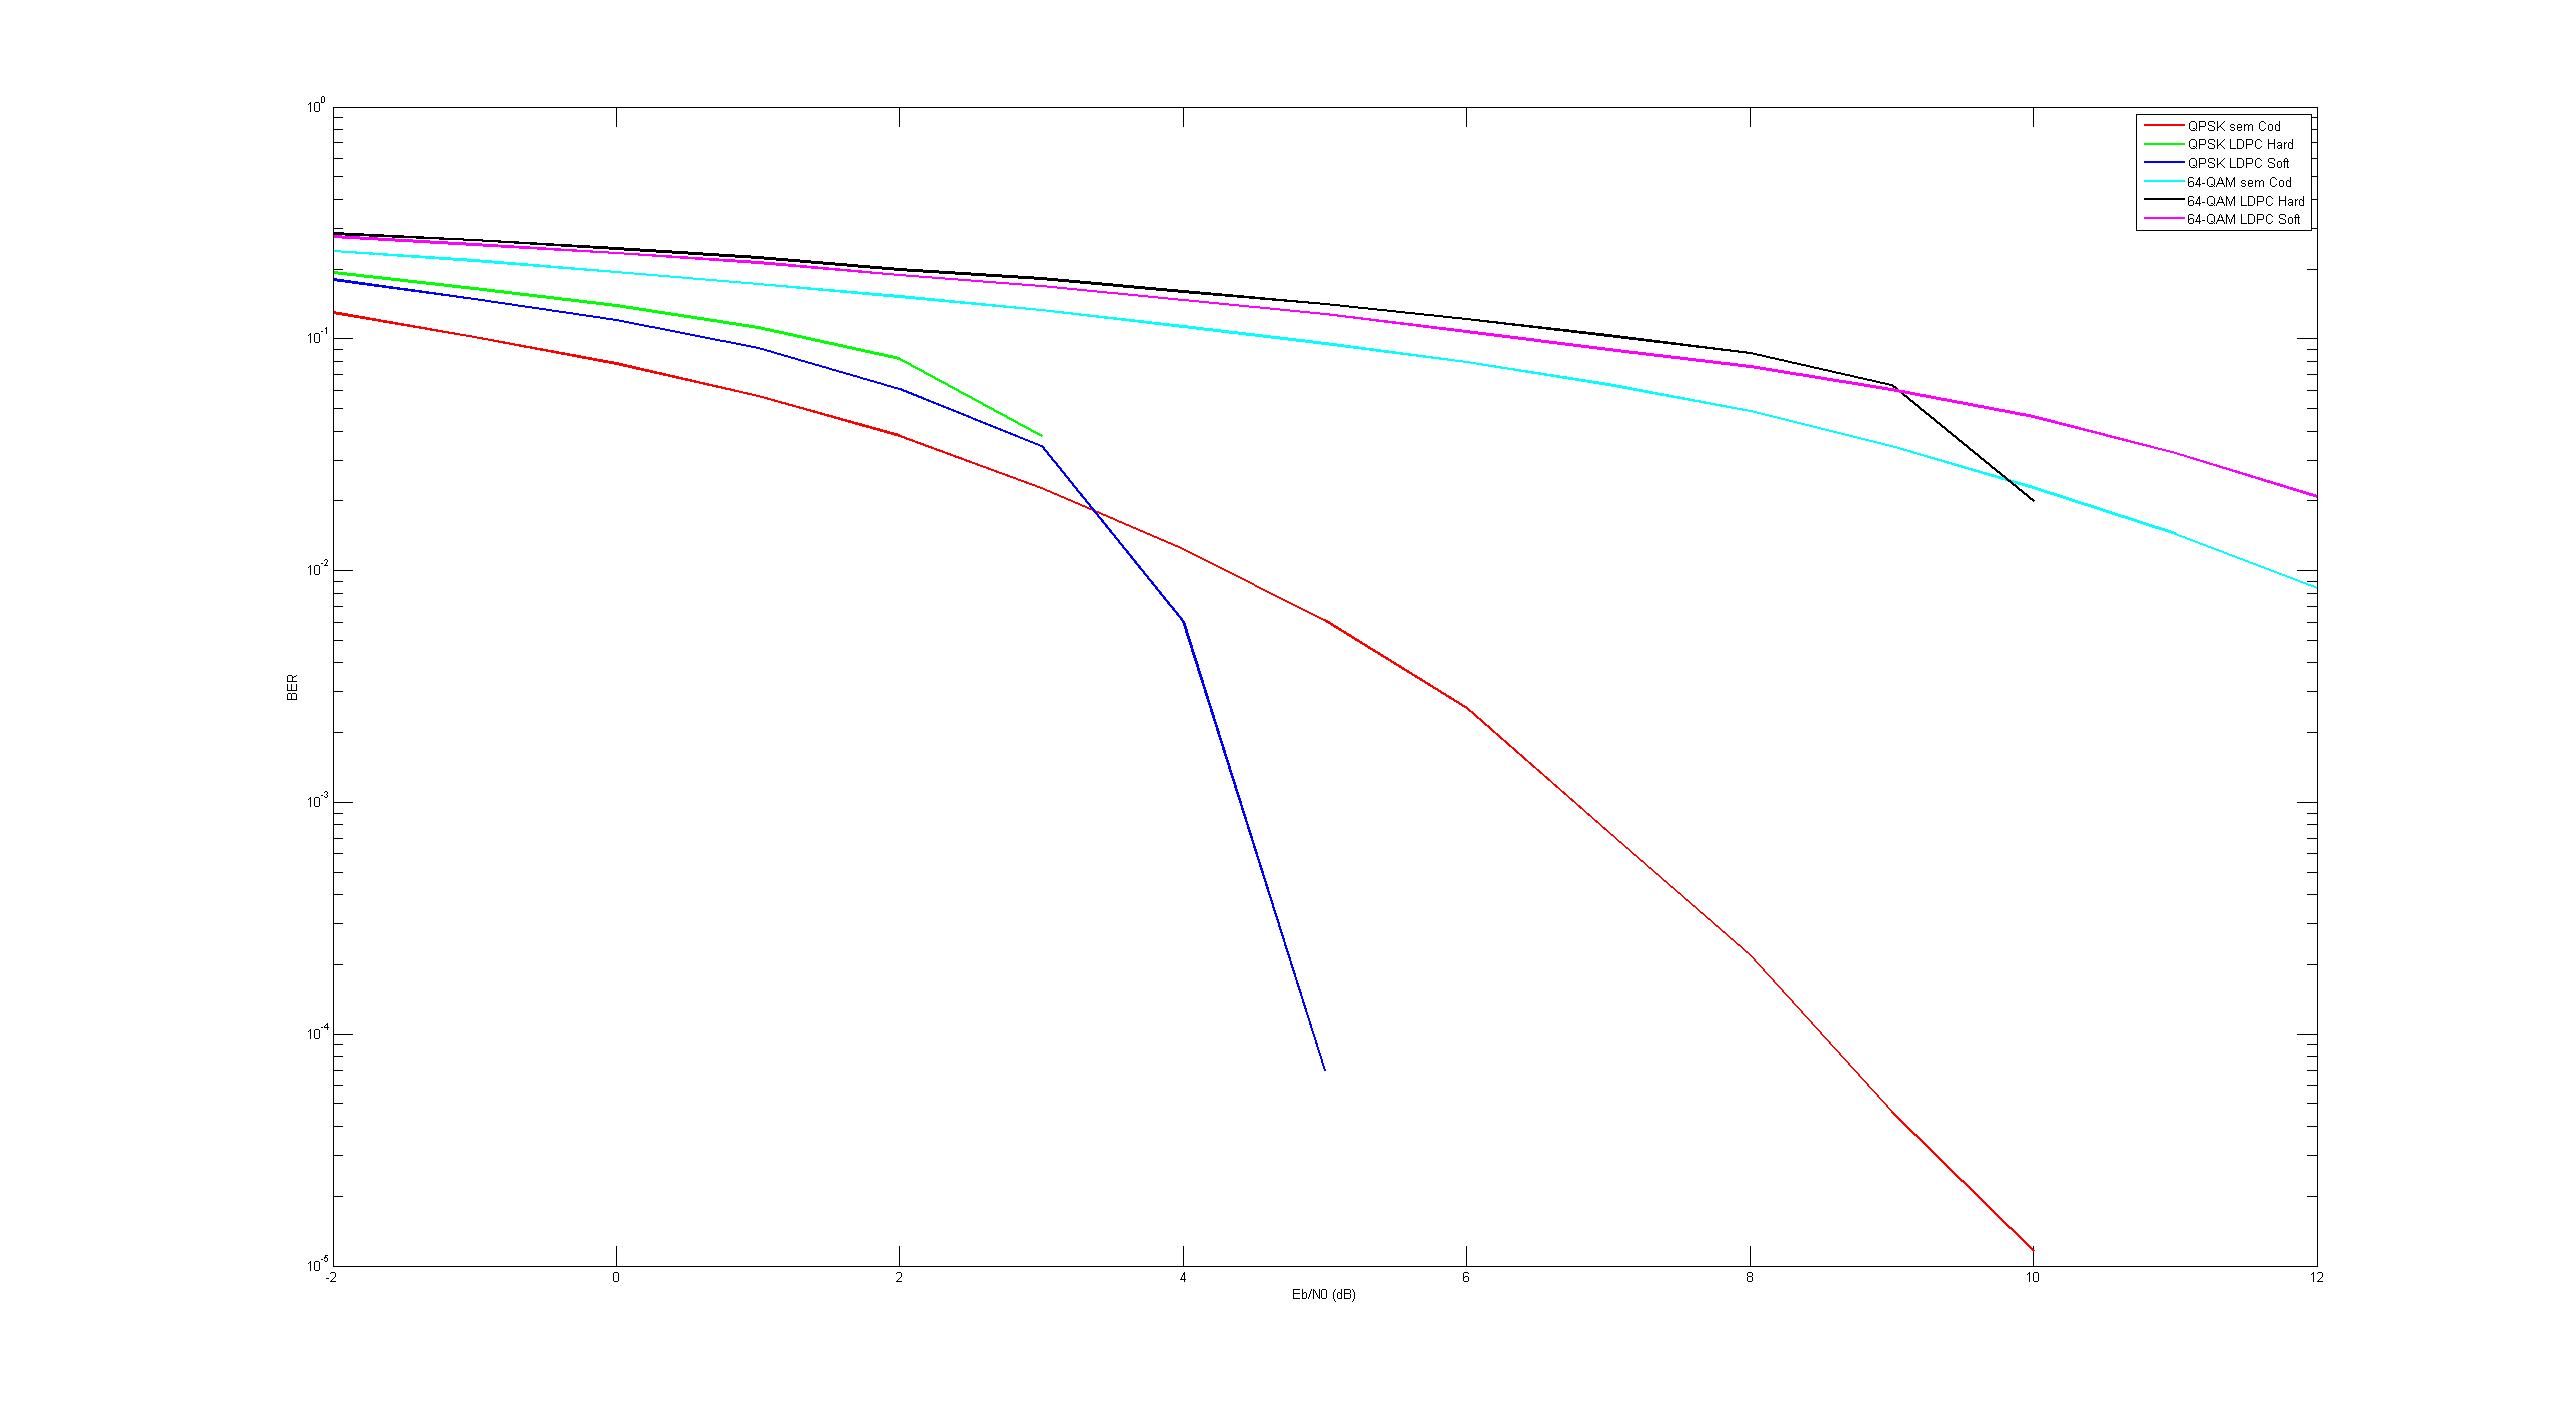 10^0
10^-1
10^-2
10^-3
10^-4
10^-5
BER
-2 0 2 4 6 8 10 12
Eb/N0 (dB)
QPSK sem Cod
QPSK LDPC Hard
QPSK LDPC Soft
64-QAM sem Cod
64-QAM LDPC Hard
64-QAM LDPC Soft